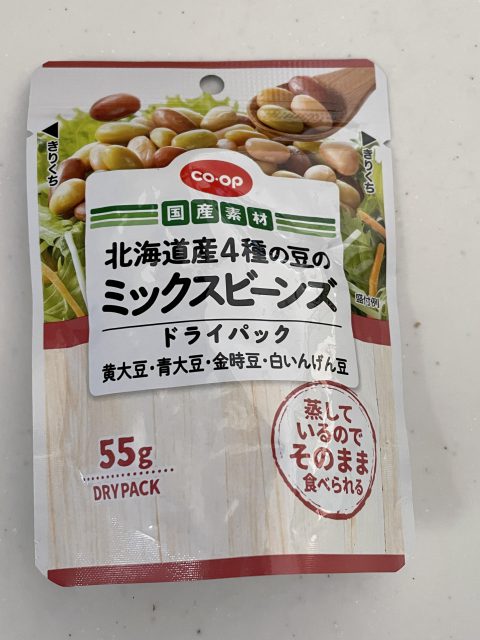 きりくち
きりくち
co·op
国産素材
北海道産4種の豆の
ミックスビーンズ
盛付例
ドライパック
黄大豆・青大豆・金時豆・白いんげん豆
蒸して
いるので
そのまま
食べられる
55g
DRYPACK